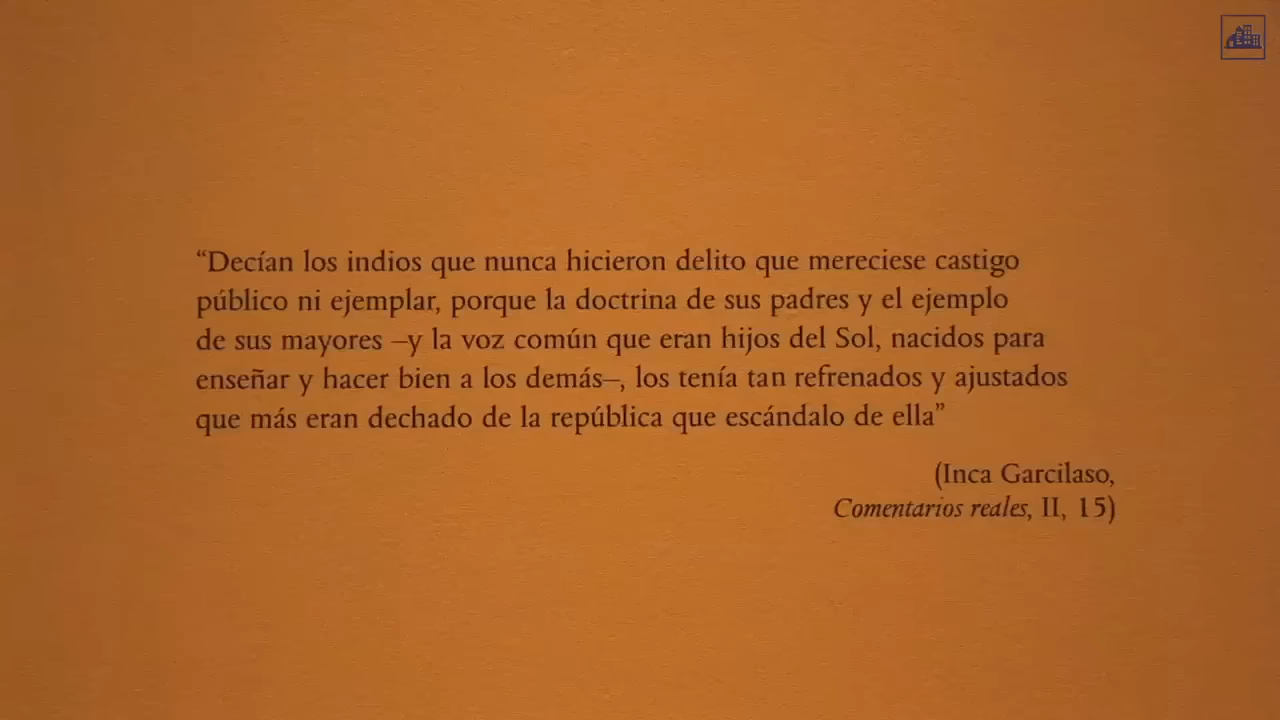 “Decían los indios que nunca hicieron delito que mereciese castigo
público ni ejemplar, porque la doctrina de sus padres y el ejemplo
de sus mayores –y la voz común que eran hijos del Sol, nacidos para
enseñar y hacer bien a los demás–, los tenía tan refrenados y ajustados
que más eran dechado de la república que escándalo de ella”
(Inca Garcilaso,
Comentarios reales, II, 15)